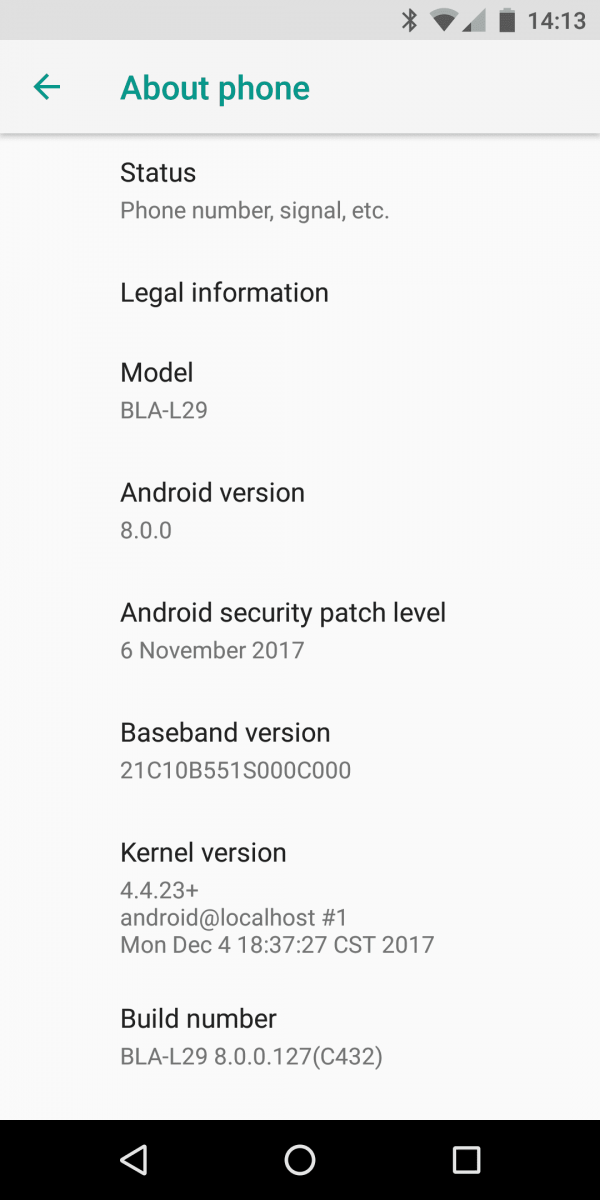 14:13
About phone
Status
Phone number, signal, etc.
Legal information
Model
BLA-L29
Android version
8.0.0
Android security patch level
6 November 2017
Baseband version
21C10B551S000C000
Kernel version
4.4.23+
android@localhost #1
Mon Dec 4 18:37:27 CST 2017
Build number
BLA-L29 8.0.0.127(C432)